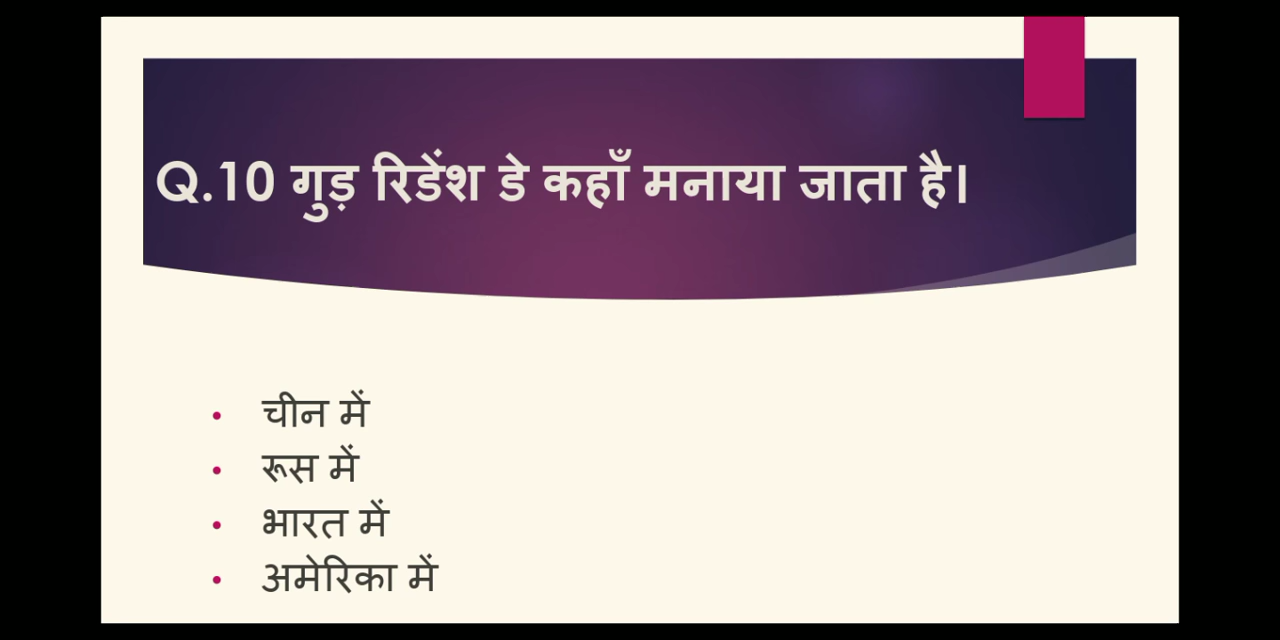 Q.10 गुड़ रिडेंश डे कहाँ मनाया जाता है।
• चीन में
• रूस में
• भारत में
• अमेरिका में